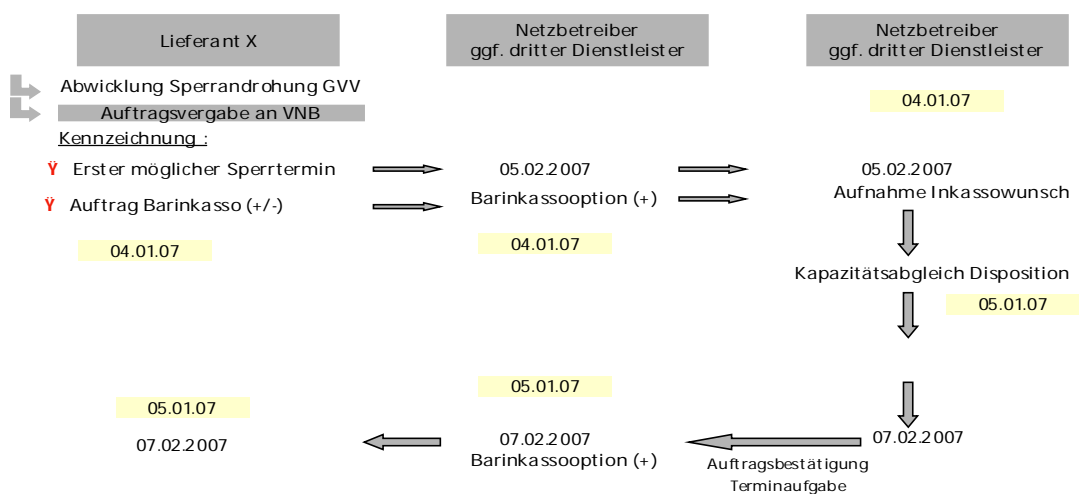 Lieferant X
Netzbetreiber
ggf. dritter Dienstleister
Netzbetreiber
ggf. dritter Dienstleister
Abwicklung Sperrandrohung GVV
04.01.07
Auftragsvergabe an VNB
Kennzeichnung :
Ÿ Erster möglicher Sperrtermin
05.02.2007
05.02.2007
Barinkassooption (+)
Aufnahme Inkassowunsch
Ÿ Auftrag Barinkasso (+/-)
04.01.07
04.01.07
Kapazitätsabgleich Disposition
05.01.07
05.01.07
05.01.07
07.02.2007
07.02.2007
Barinkassooption (+)
07.02.2007
Auftragsbestätigung
Terminaufgabe